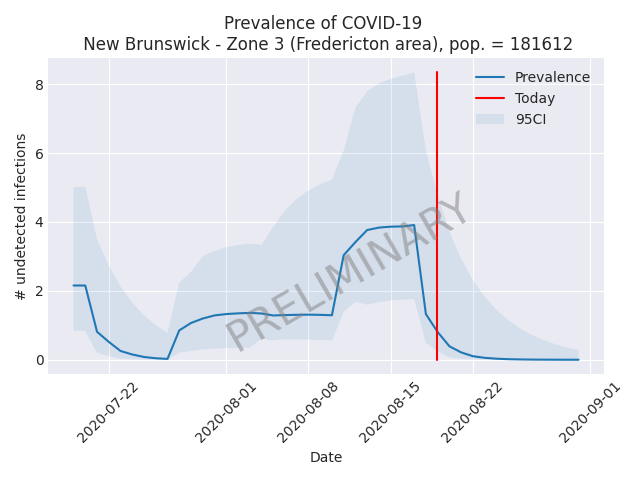 Prevalence of COVID-19
New Brunswick - Zone 3 (Fredericton area), pop. = 181612
# undetected infections
8
6
4
2
0
Prevalence
Today
95CI
PRELIMINARY
2020-07-22
2020-08-01
2020-08-08
2020-08-15
2020-08-22
2020-09-01
Date